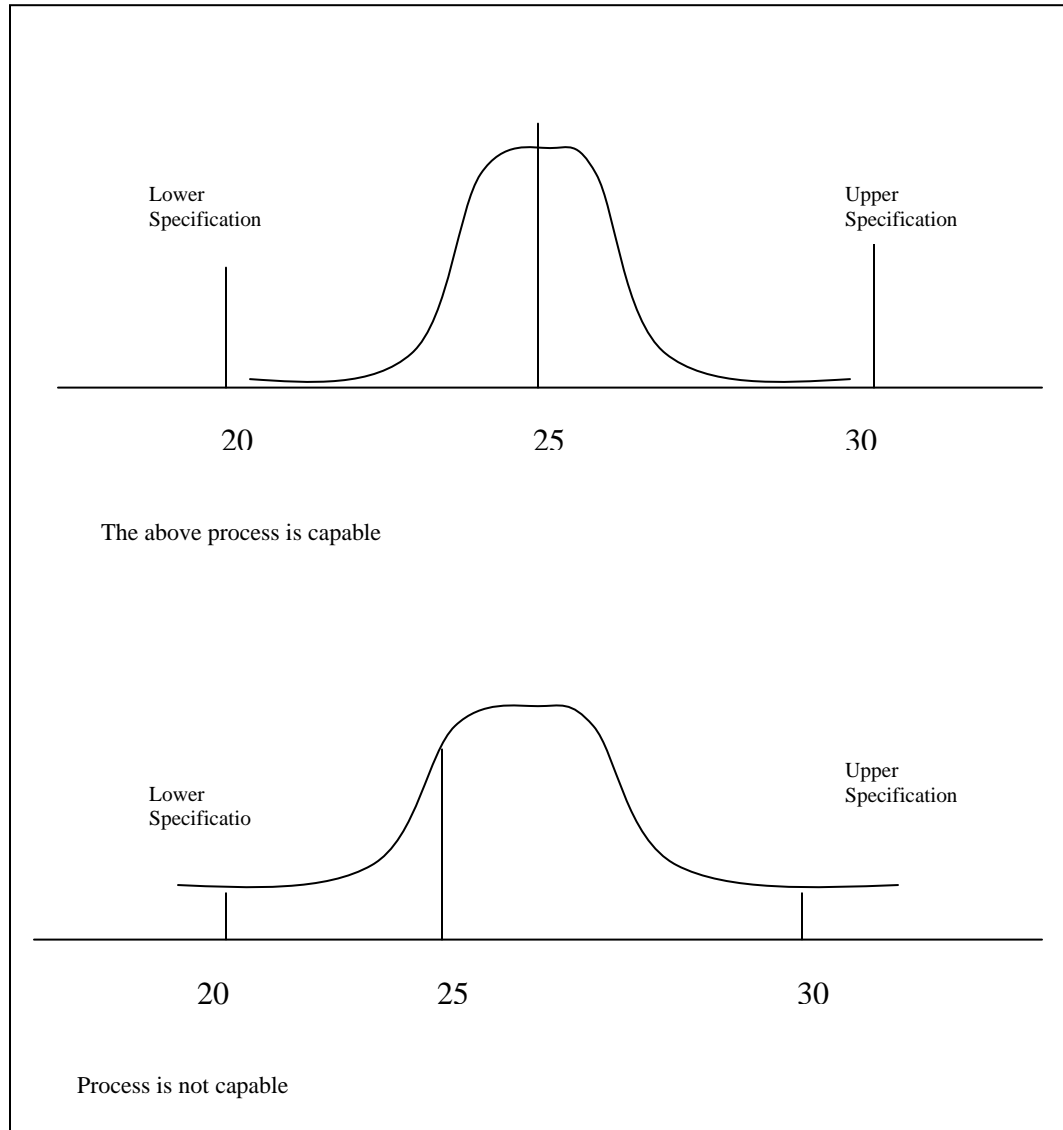 Lower
Specification
Upper
Specification
20
25
30
The above process is capable
Lower
Specificatio
Upper
Specification
20
25
30
Process is not capable